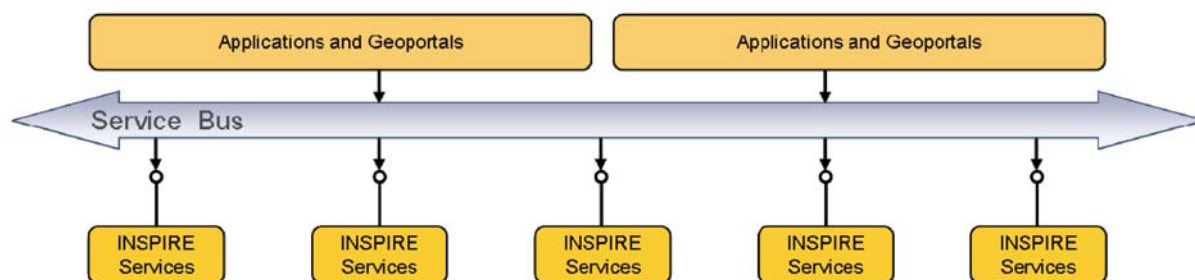 Applications and Geoportals
Applications and Geoportals
Service Bus
INSPIRE
Services
INSPIRE
Services
INSPIRE
Services
INSPIRE
Services
INSPIRE
Services